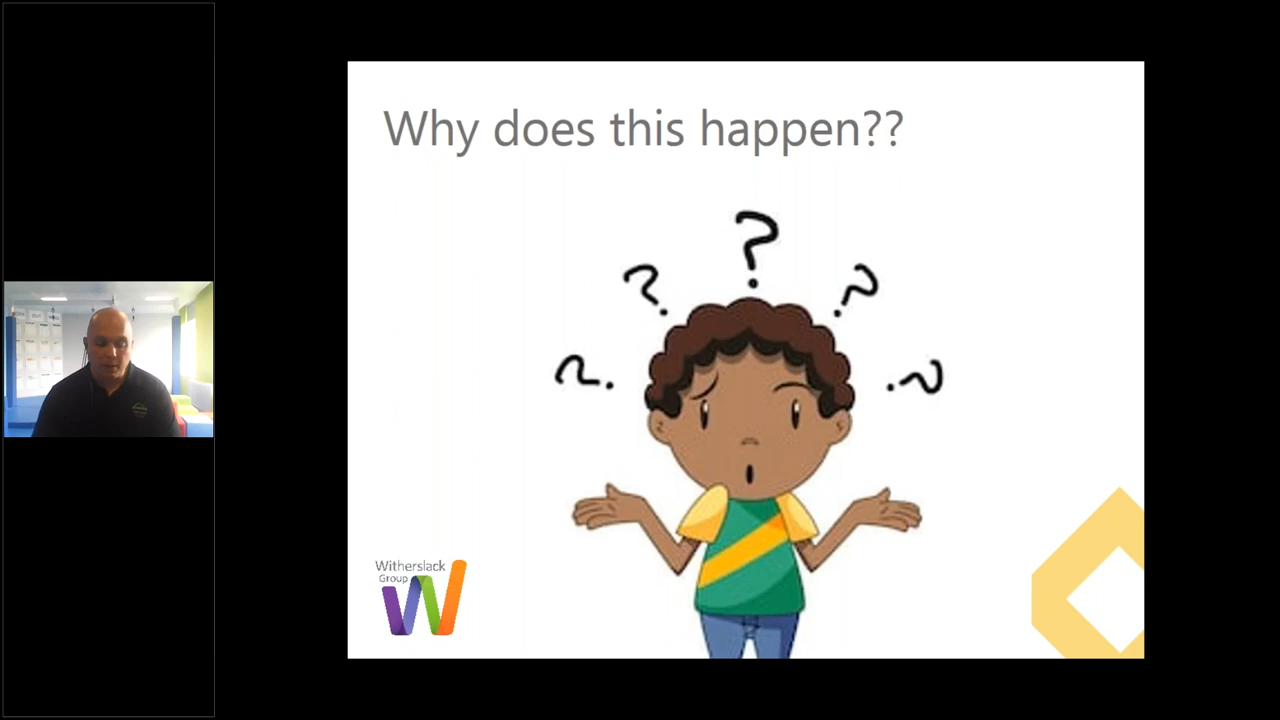 Why does this happen??
? ? ? ? ?
Witherslack
Group